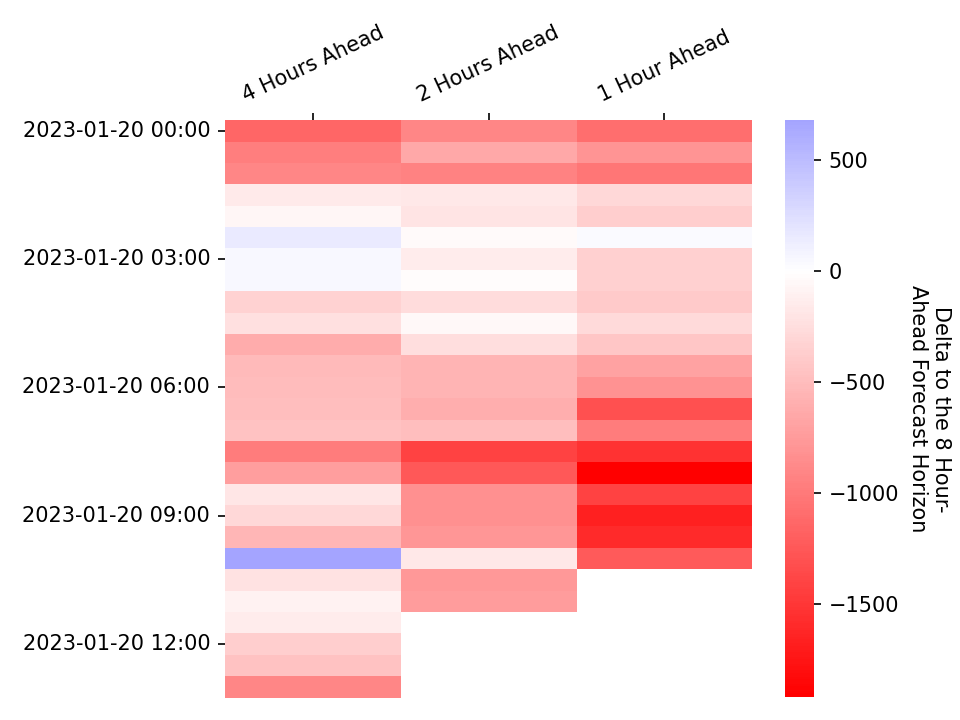 4 Hours Ahead
2 Hours Ahead
1 Hour Ahead
2023-01-20 00:00
2023-01-20 03:00
2023-01-20 06:00
2023-01-20 09:00
2023-01-20 12:00
500
0
−500
−1000
−1500
Delta to the 8 Hour-
Ahead Forecast Horizon